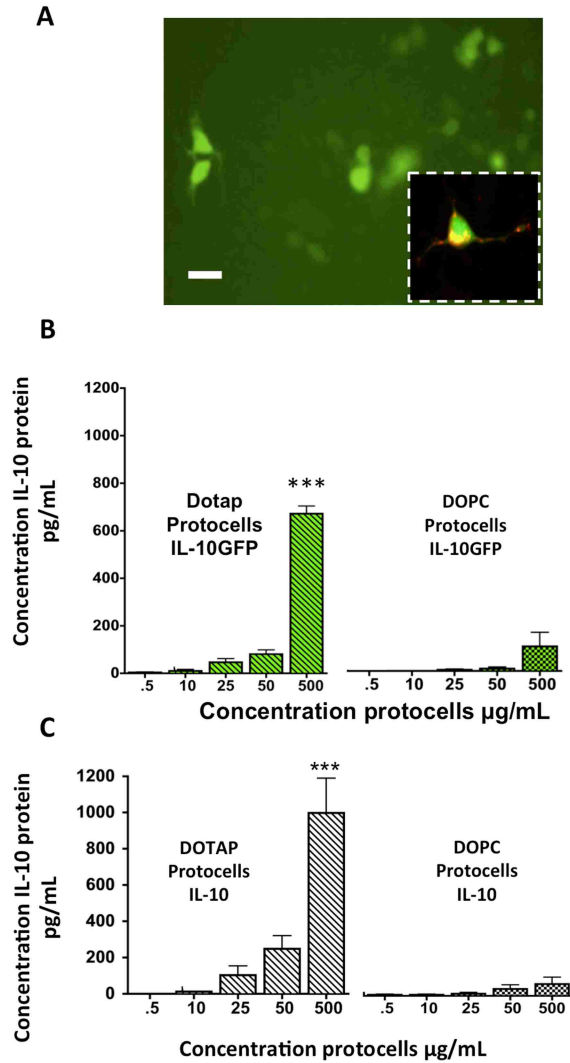 A
B
Concentration IL-10 protein
pg/mL
1200
1000
800
600
400
200
0
Dotap
Protocells
IL-10GFP
***
DOPC
Protocells
IL-10GFP
.5 10 25 50 500
.5 10 25 50 500
Concentration protocells µg/mL
C
Concentration IL-10 protein
pg/mL
1200
1000
800
600
400
200
0
DOTAP
Protocells
IL-10
***
DOPC
Protocells
IL-10
.5 10 25 50 500
.5 10 25 50 500
Concentration protocells µg/mL